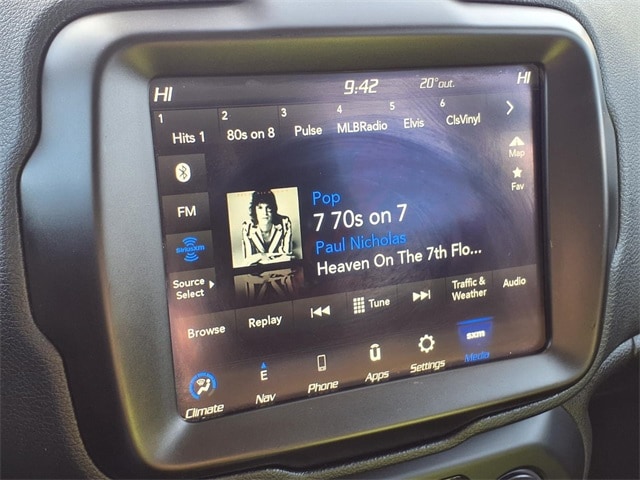 HI 9:42 20° out. HI
1 2 3 4 5 6
Hits 1 80s on 8 Pulse MLBRadio Elvis ClsVinyl
Map
Fav
FM
siriusxm
Source Select
Pop
7 70s on 7
Paul Nicholas
Heaven On The 7th Flo...
Browse Replay Tune Traffic & Weather Audio
E
sxm
Climate Nav Phone Apps Settings Media